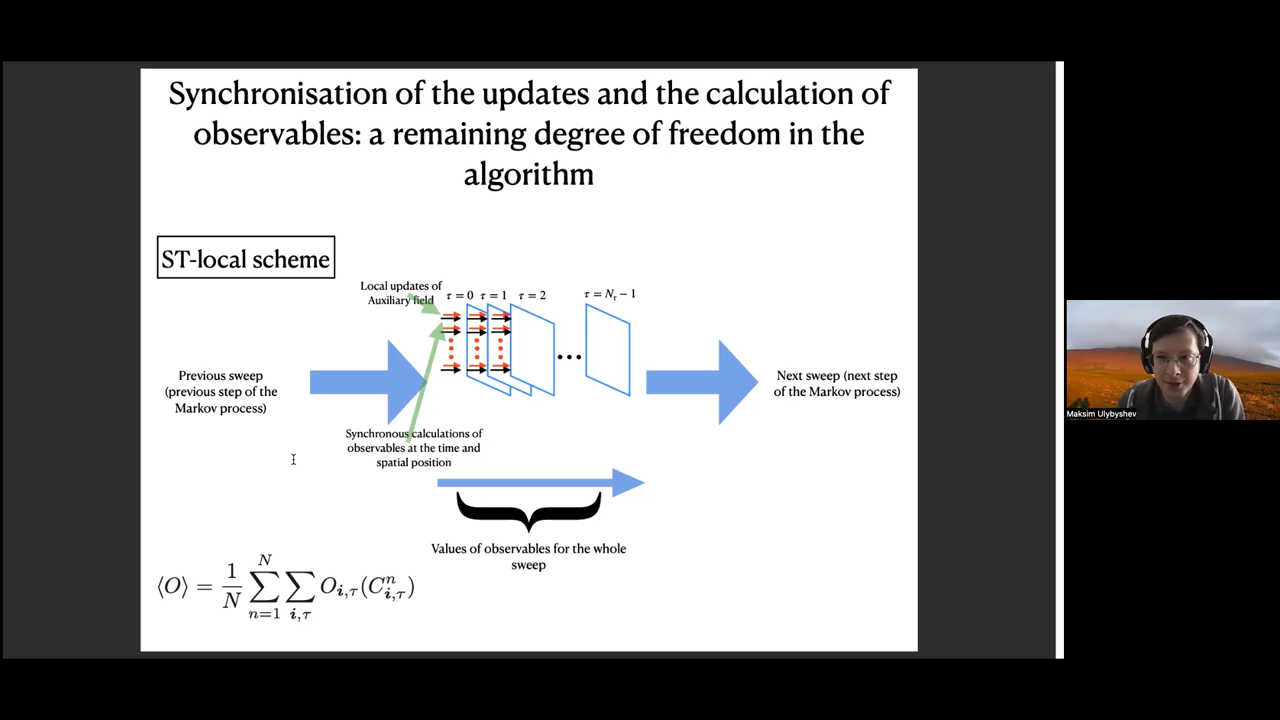 Synchronisation of the updates and the calculation of
observables: a remaining degree of freedom in the
algorithm
ST-local scheme
Local updates of
Auxiliary field
τ = 0 τ = 1 τ = 2 τ = Nτ − 1
Previous sweep
(previous step of the
Markov process)
Next sweep (next step
of the Markov process)
Synchronous calculations of
observables at the time and
spatial position
Values of observables for the whole
sweep
⟨O⟩ = 1/N ∑_{n=1}^{N} ∑_{i,τ} O_{i,τ}(C^n_{i,τ})
Maksim Ulybyshev